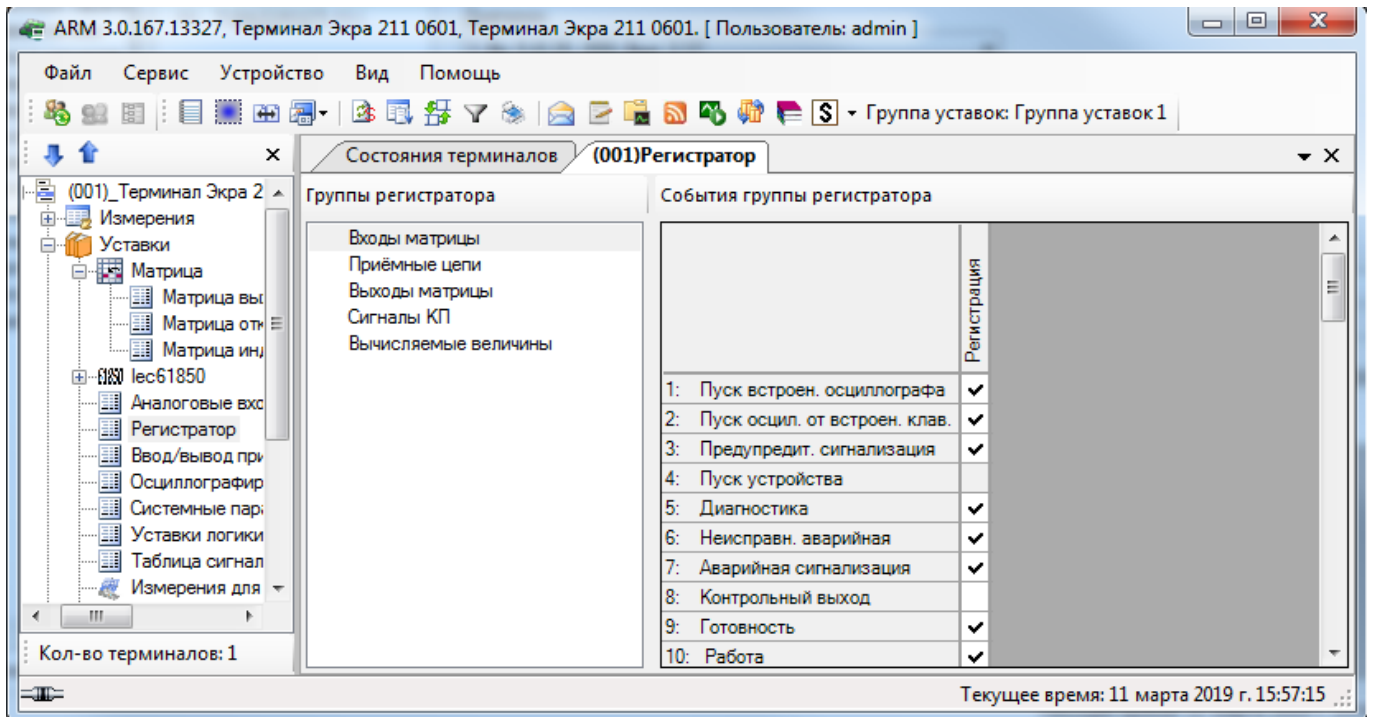 ARM 3.0.167.13327, Терминал Экра 211 0601, Терминал Экра 211 0601. [ Пользователь: admin ]
Файл Сервис Устройство Вид Помощь
Группа уставок: Группа уставок 1
Состояния терминалов (001)Регистратор
(001)_Терминал Экра 2
Измерения
Уставки
Матрица
Матрица вы
Матрица отк
Матрица инд
Iec61850
Аналоговые вхо
Регистратор
Ввод/вывод при
Осциллографир
Системные пара
Уставки логики
Таблица сигнал
Измерения для
Кол-во терминалов: 1
Группы регистратора
Входы матрицы
Приёмные цепи
Выходы матрицы
Сигналы КП
Вычисляемые величины
События группы регистратора
Регистрация
1: Пуск встроен. осциллографа
2: Пуск осцил. от встроен. клав.
3: Предупредит. сигнализация
4: Пуск устройства
5: Диагностика
6: Неисправн. аварийная
7: Аварийная сигнализация
8: Контрольный выход
9: Готовность
10: Работа
Текущее время: 11 марта 2019 г. 15:57:15